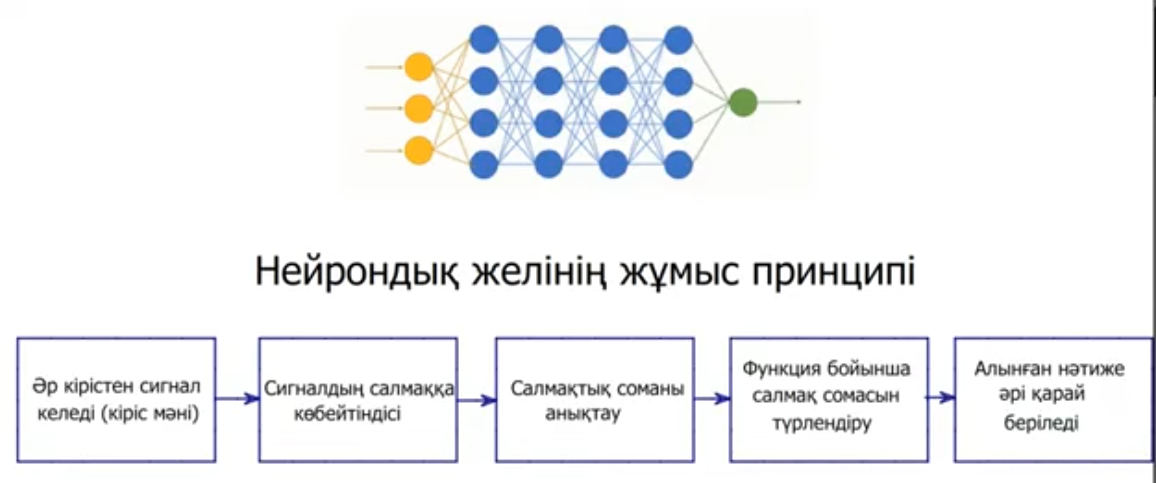 Нейрондық желінің жұмыс принципі
Әр кірістен сигнал
келеді (кіріс мәні)
Сигналдың салмаққа
көбейтіндісі
Салмақтық соманы
анықтау
Функция бойынша
салмақ сомасын
түрлендіру
Алынған нәтиже
әрі қарай
беріледі